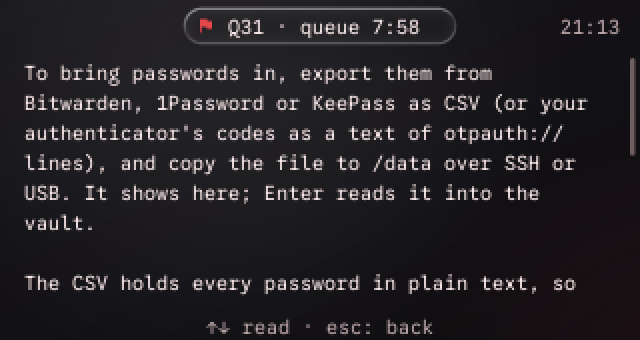 Q31 · queue 7:58
21:13
To bring passwords in, export them from
Bitwarden, 1Password or KeePass as CSV (or your
authenticator's codes as a text of otpauth://
lines), and copy the file to /data over SSH or
USB. It shows here; Enter reads it into the
vault.
The CSV holds every password in plain text, so
↑↓ read · esc: back